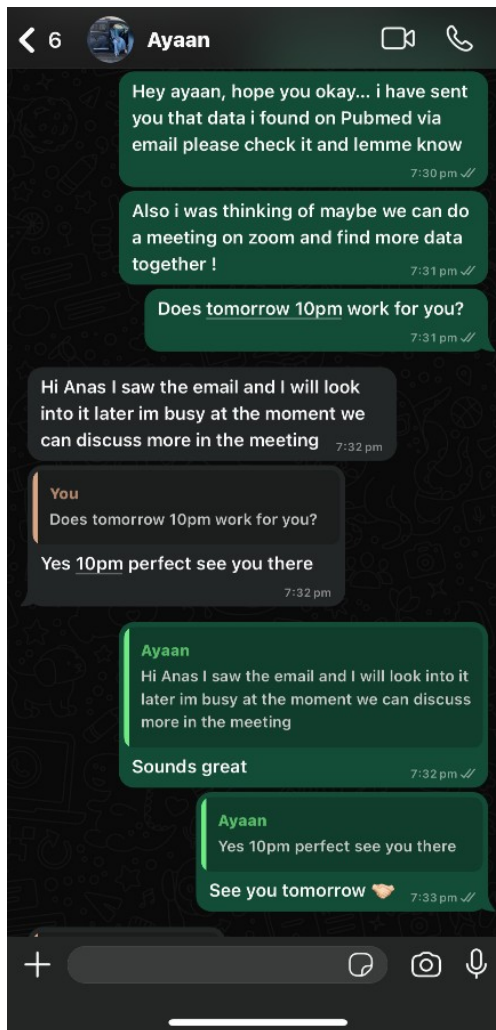 6 Ayaan
Hey ayaan, hope you okay... i have sent
you that data i found on Pubmed via
email please check it and lemme know
7:30 pm
Also i was thinking of maybe we can do
a meeting on zoom and find more data
together !
7:31 pm
Does tomorrow 10pm work for you?
7:31 pm
Hi Anas I saw the email and I will look
into it later im busy at the moment we
can discuss more in the meeting 7:32 pm
You
Does tomorrow 10pm work for you?
Yes 10pm perfect see you there
7:32 pm
Ayaan
Hi Anas I saw the email and I will look into it
later im busy at the moment we can discuss
more in the meeting
Sounds great
7:32 pm
Ayaan
Yes 10pm perfect see you there
See you tomorrow 🤝🏻 7:33 pm